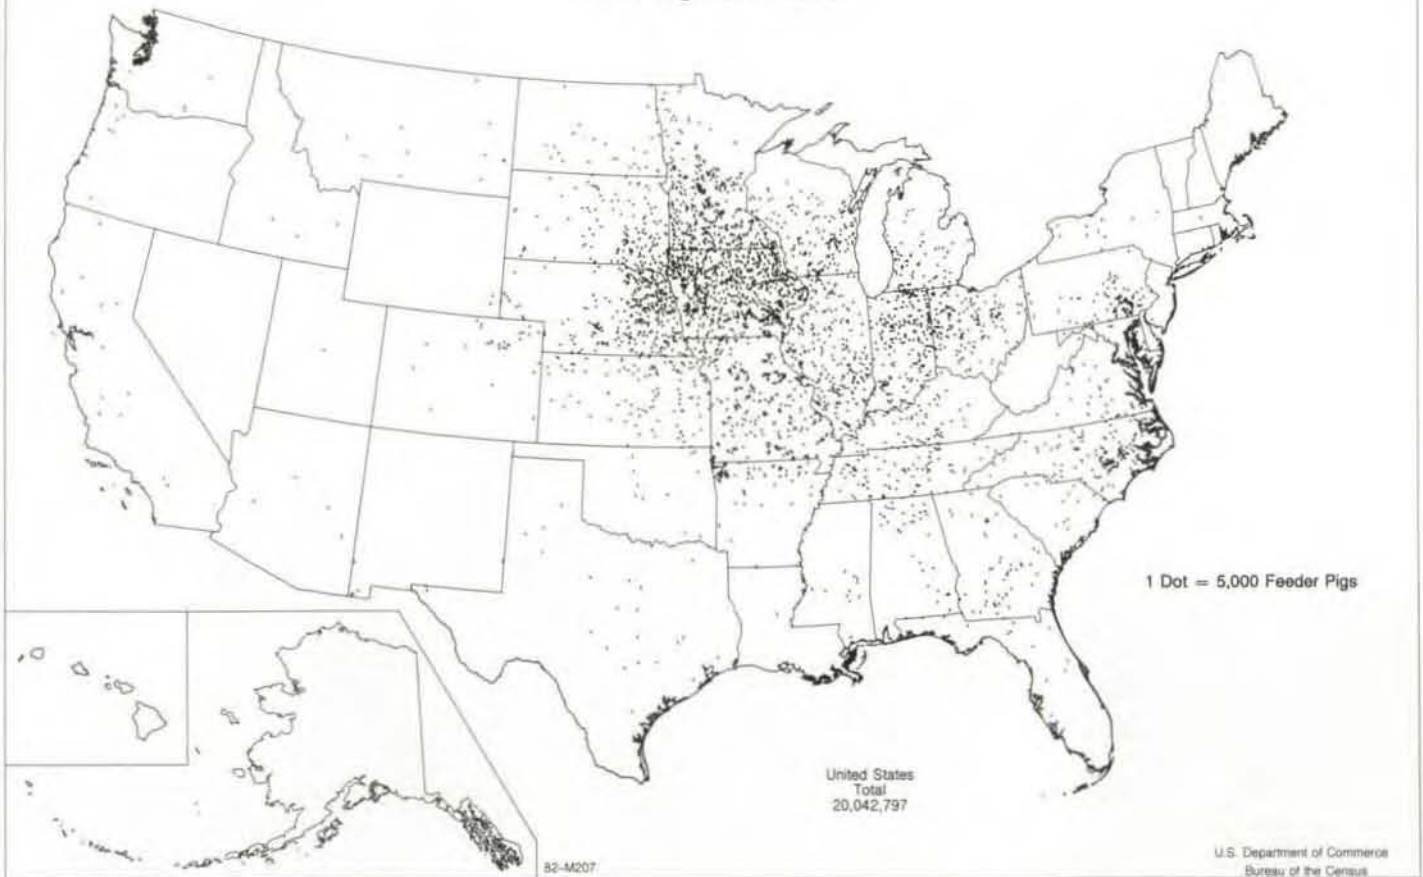 1 Dot = 5,000 Feeder Pigs
United States
Total
20,042,797
82-M207
U.S. Department of Commerce
Bureau of the Census